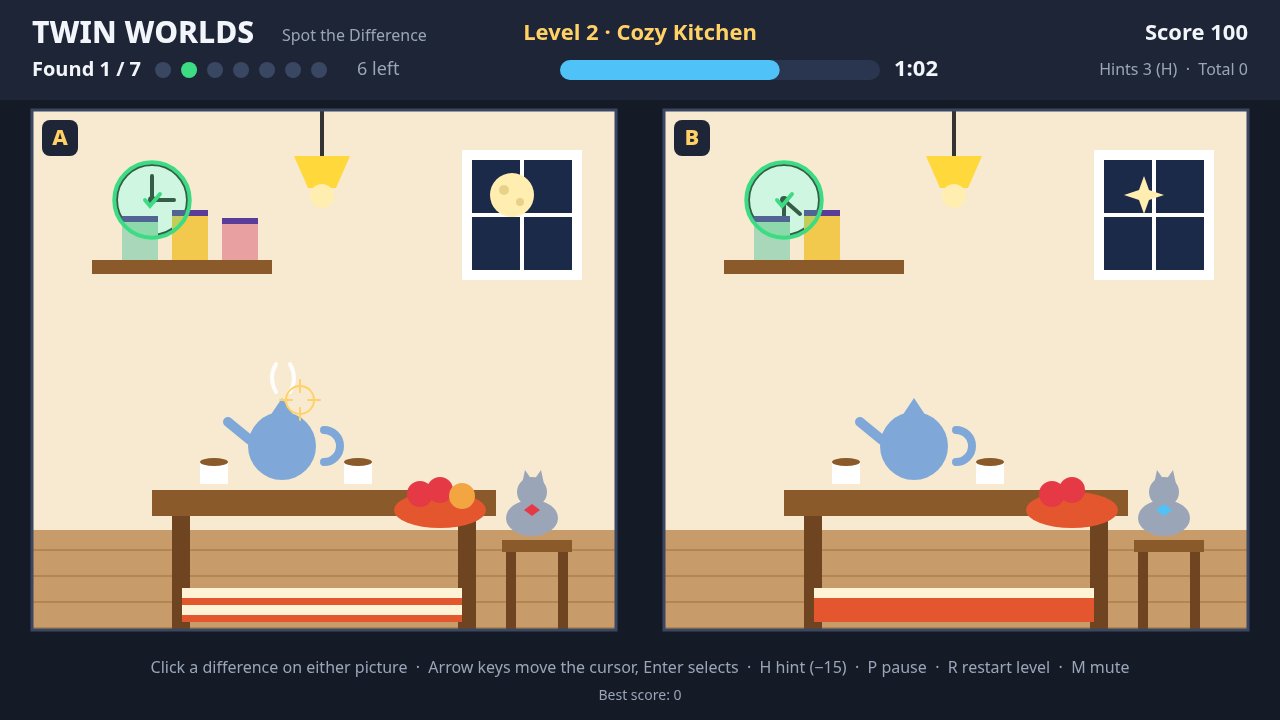 TWIN WORLDS Spot the Difference Level 2 · Cozy Kitchen Score 100
Found 1 / 7 6 left 1:02 Hints 3 (H) · Total 0
A B
Click a difference on either picture · Arrow keys move the cursor, Enter selects · H hint (−15) · P pause · R restart level · M mute
Best score: 0